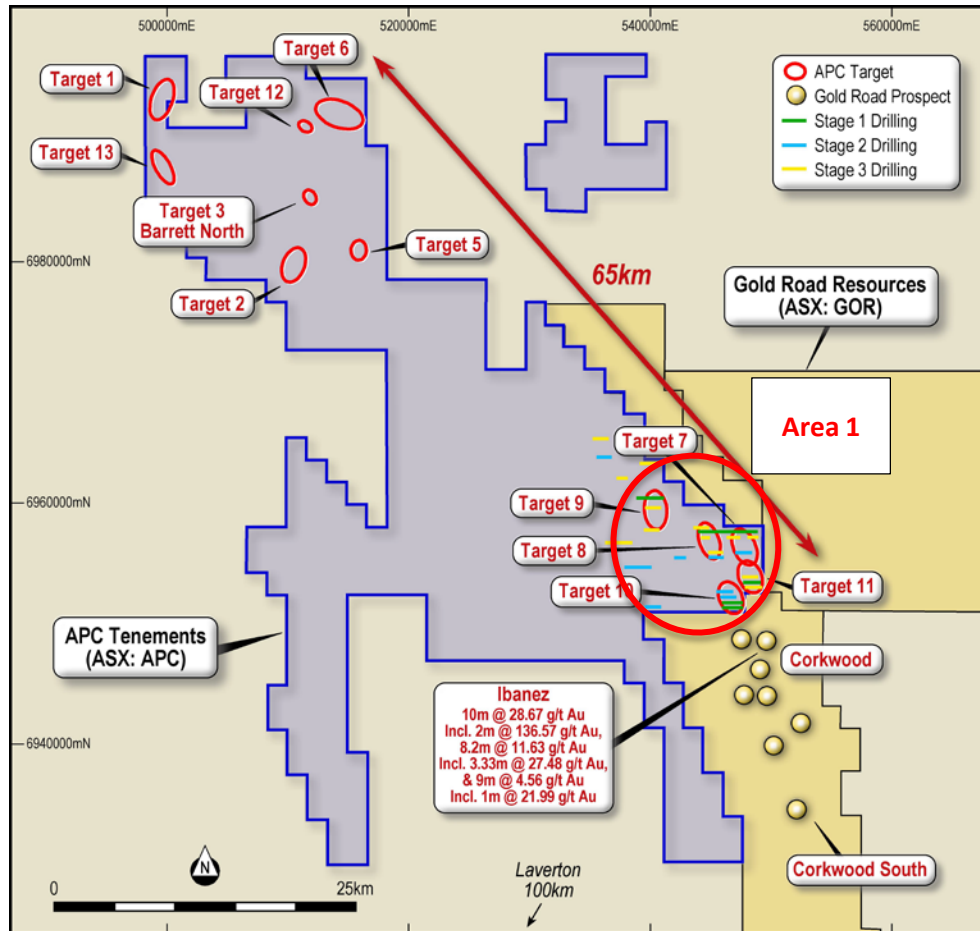 500000mE
520000mE
540000mE
560000mE
Target 6
Target 1
Target 12
APC Target
Gold Road Prospect
Stage 1 Drilling
Stage 2 Drilling
Stage 3 Drilling
Target 13
Target 3
Barrett North
Target 5
6980000mN
65km
Target 2
Gold Road Resources
(ASX: GOR)
Area 1
Target 7
6960000mN
Target 9
Target 8
Target 10
Target 11
APC Tenements
(ASX: APC)
Corkwood
Ibanez
10m @ 28.67 g/t Au
Incl. 2m @ 136.57 g/t Au,
8.2m @ 11.63 g/t Au
Incl. 3.33m @ 27.48 g/t Au,
& 9m @ 4.56 g/t Au
Incl. 1m @ 21.99 g/t Au
6940000mN
N
0
25km
Laverton
100km
Corkwood South